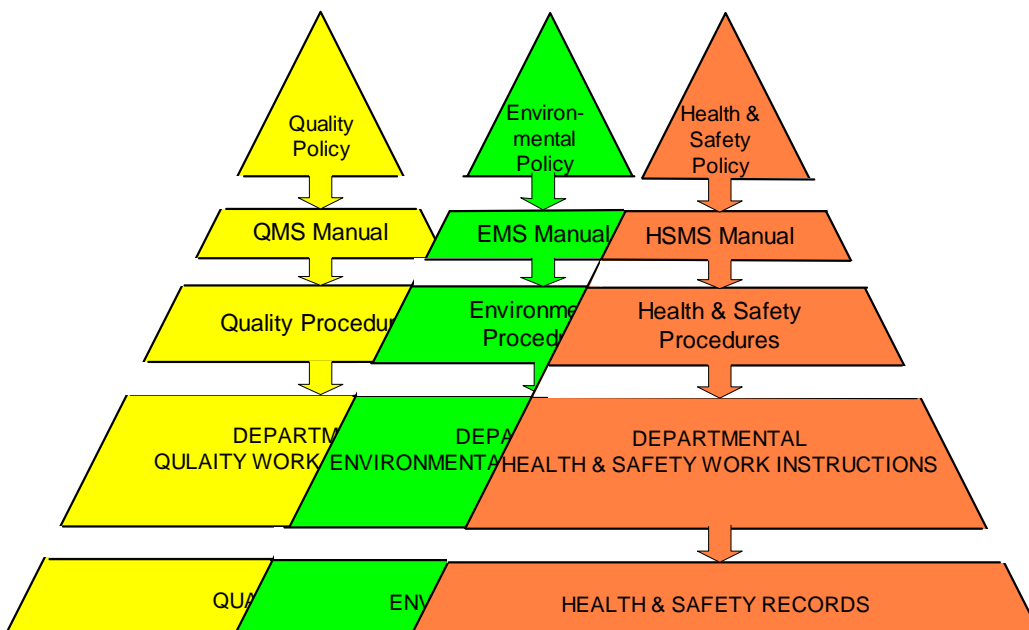 Quality
Policy
Environ-
mental
Policy
Health &
Safety
Policy
QMS Manual
EMS Manual
HSMS Manual
Quality Procedur
Environme
Procedu
Health & Safety
Procedures
DEPARTM
QULAITY WORK
DEPA
ENVIRONMENTA
DEPARTMENTAL
HEALTH & SAFETY WORK INSTRUCTIONS
QUA
ENV
HEALTH & SAFETY RECORDS